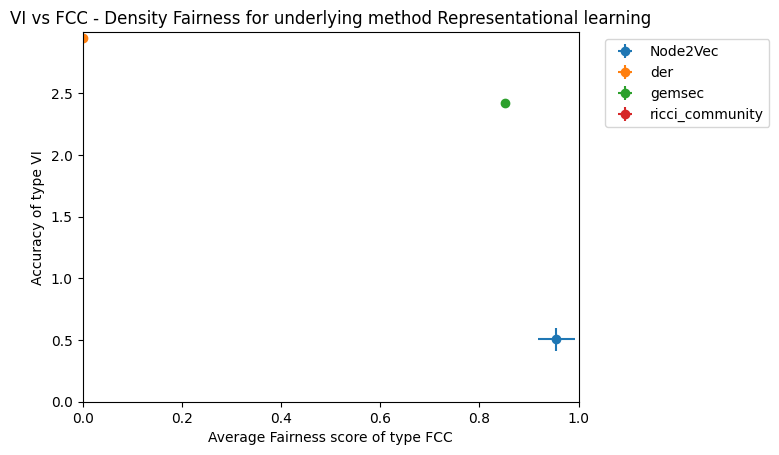 VI vs FCC - Density Fairness for underlying method Representational learning
Node2Vec
der
gemsec
ricci_community
Accuracy of type VI
2.5
2.0
1.5
1.0
0.5
0.0
0.0 0.2 0.4 0.6 0.8 1.0
Average Fairness score of type FCC